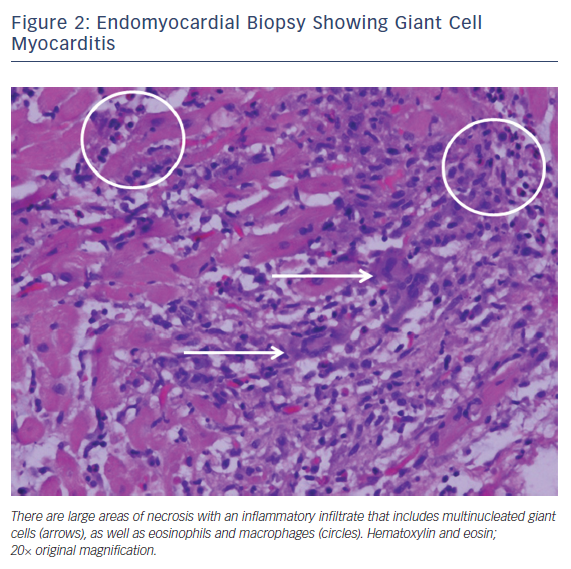 Figure 2: Endomyocardial Biopsy Showing Giant Cell
Myocarditis
There are large areas of necrosis with an inflammatory infiltrate that includes multinucleated giant
cells (arrows), as well as eosinophils and macrophages (circles). Hematoxylin and eosin;
20× original magnification.